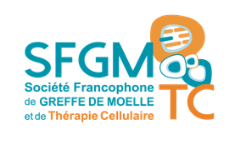 SFGM
TC
Société Francophone
de GREFFE DE MOELLE
et de Thérapie Cellulaire